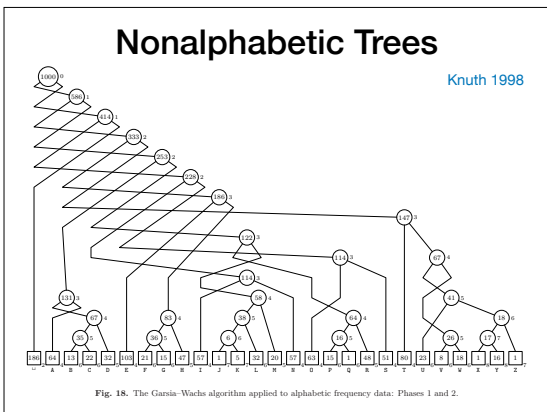 Nonalphabetic Trees
Knuth 1998
1000 0
586 1
414 1
333 2
253 2
228 2
186 3
147 3
122 3
114 3 67 4
114 3
131 3 58 4 41 5
67 4 83 4 38 5 64 4 18 6
35 5 36 5 6 6 16 5 26 5 17 7
186 64 13 22 32 103 21 15 47 57 1 5 32 20 57 63 15 1 48 51 80 23 8 18 1 16 1
␣ A B C D E F G H I J K L M N O P Q R S T U V W X Y Z
Fig. 18. The Garsia–Wachs algorithm applied to alphabetic frequency data: Phases 1 and 2.